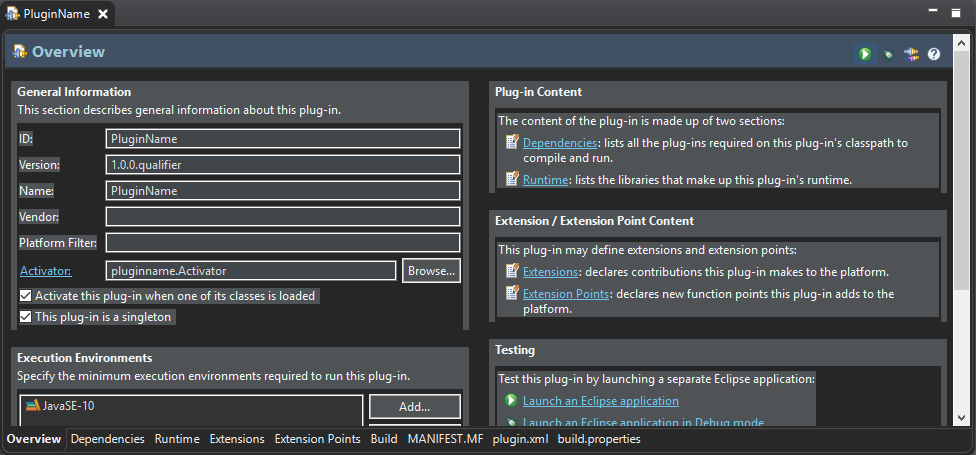 PluginName
Overview
General Information
This section describes general information about this plug-in.
ID: PluginName
Version: 1.0.0.qualifier
Name: PluginName
Vendor:
Platform Filter:
Activator: pluginname.Activator Browse...
Activate this plug-in when one of its classes is loaded
This plug-in is a singleton
Execution Environments
Specify the minimum execution environments required to run this plug-in.
JavaSE-10 Add...
Plug-in Content
The content of the plug-in is made up of two sections:
Dependencies: lists all the plug-ins required on this plug-in's classpath to
compile and run.
Runtime: lists the libraries that make up this plug-in's runtime.
Extension / Extension Point Content
This plug-in may define extensions and extension points:
Extensions: declares contributions this plug-in makes to the platform.
Extension Points: declares new function points this plug-in adds to the
platform.
Testing
Test this plug-in by launching a separate Eclipse application:
Launch an Eclipse application
Launch an Eclipse application in Debug mode
Overview Dependencies Runtime Extensions Extension Points Build MANIFEST.MF plugin.xml build.properties